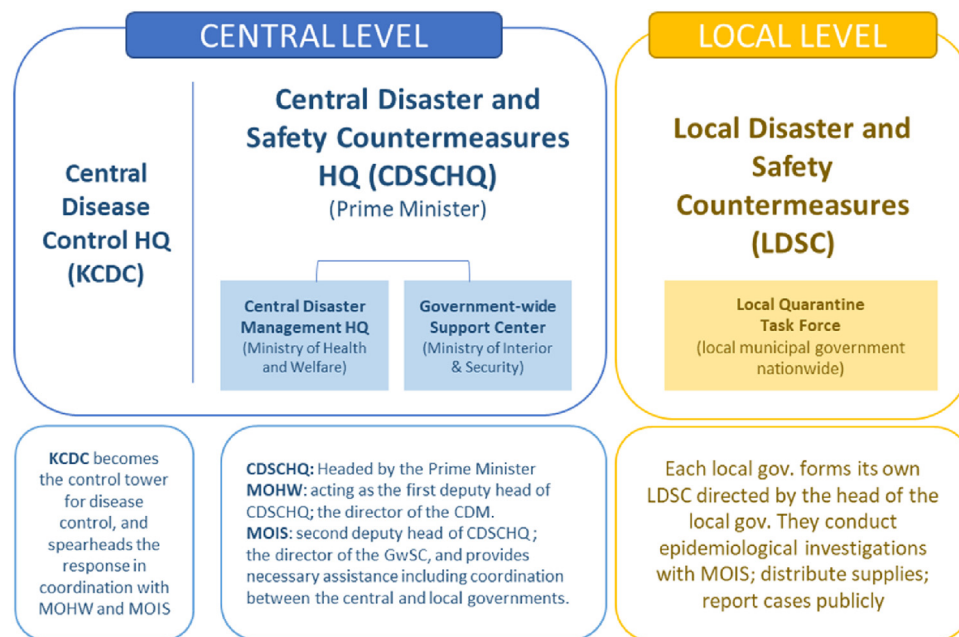 CENTRAL LEVEL
Central
Disease
Control HQ
(KCDC)
Central Disaster and
Safety Countermeasures
HQ (CDSCHQ)
(Prime Minister)
Central Disaster
Management HQ
(Ministry of Health
and Welfare)
Government-wide
Support Center
(Ministry of Interior
& Security)
LOCAL LEVEL
Local Disaster and
Safety
Countermeasures
(LDSC)
Local Quarantine
Task Force
(local municipal government
nationwide)
KCDC becomes
the control tower
for disease
control, and
spearheads the
response in
coordination with
MOHW and MOIS
CDSCHQ: Headed by the Prime Minister
MOHW: acting as the first deputy head of
CDSCHQ; the director of the CDM.
MOIS: second deputy head of CDSCHQ ;
the director of the GwSC, and provides
necessary assistance including coordination
between the central and local governments.
Each local gov. forms its own
LDSC directed by the head of the
local gov. They conduct
epidemiological investigations
with MOIS; distribute supplies;
report cases publicly